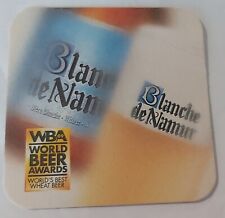 Blanche
de Namur
Blanche
de Namur
WBA
WORLD
BEER
AWARDS
WORLD'S BEST
WHEAT BEER